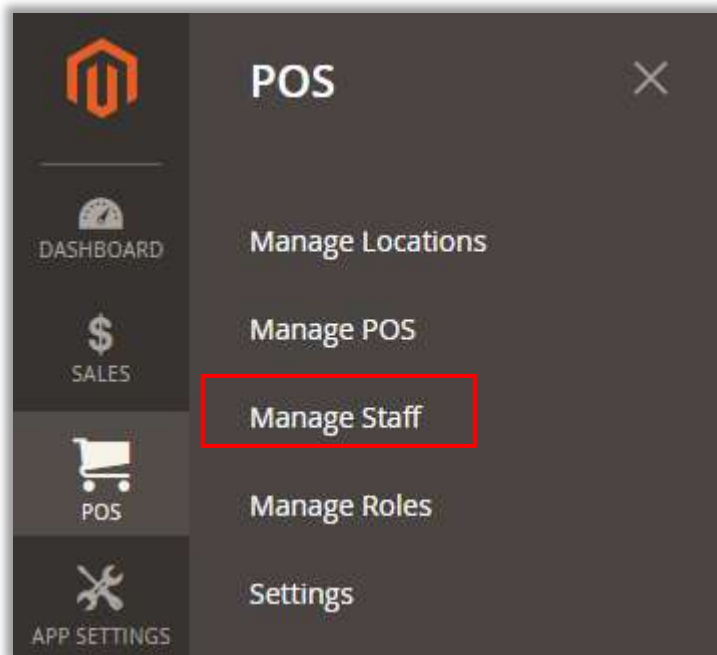 POS
DASHBOARD
SALES
POS
APP SETTINGS
Manage Locations
Manage POS
Manage Staff
Manage Roles
Settings